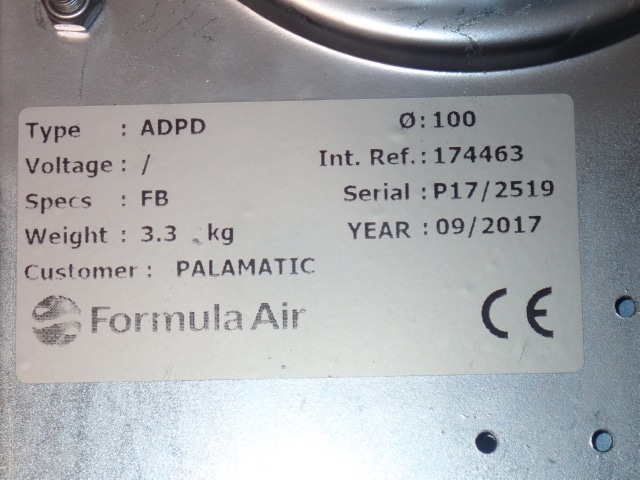 Type : ADPD Ø: 100
Voltage : / Int. Ref.: 174463
Specs : FB Serial : P17/2519
Weight : 3.3 kg YEAR : 09/2017
Customer : PALAMATIC
Formula Air CE